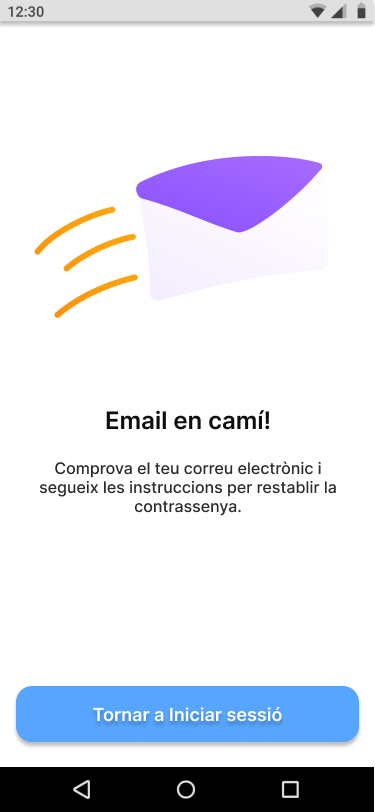 12:30
Email en camí!
Comprova el teu correu electrònic i
segueix les instruccions per restablir la
contrassenya.
Tornar a Iniciar sessió